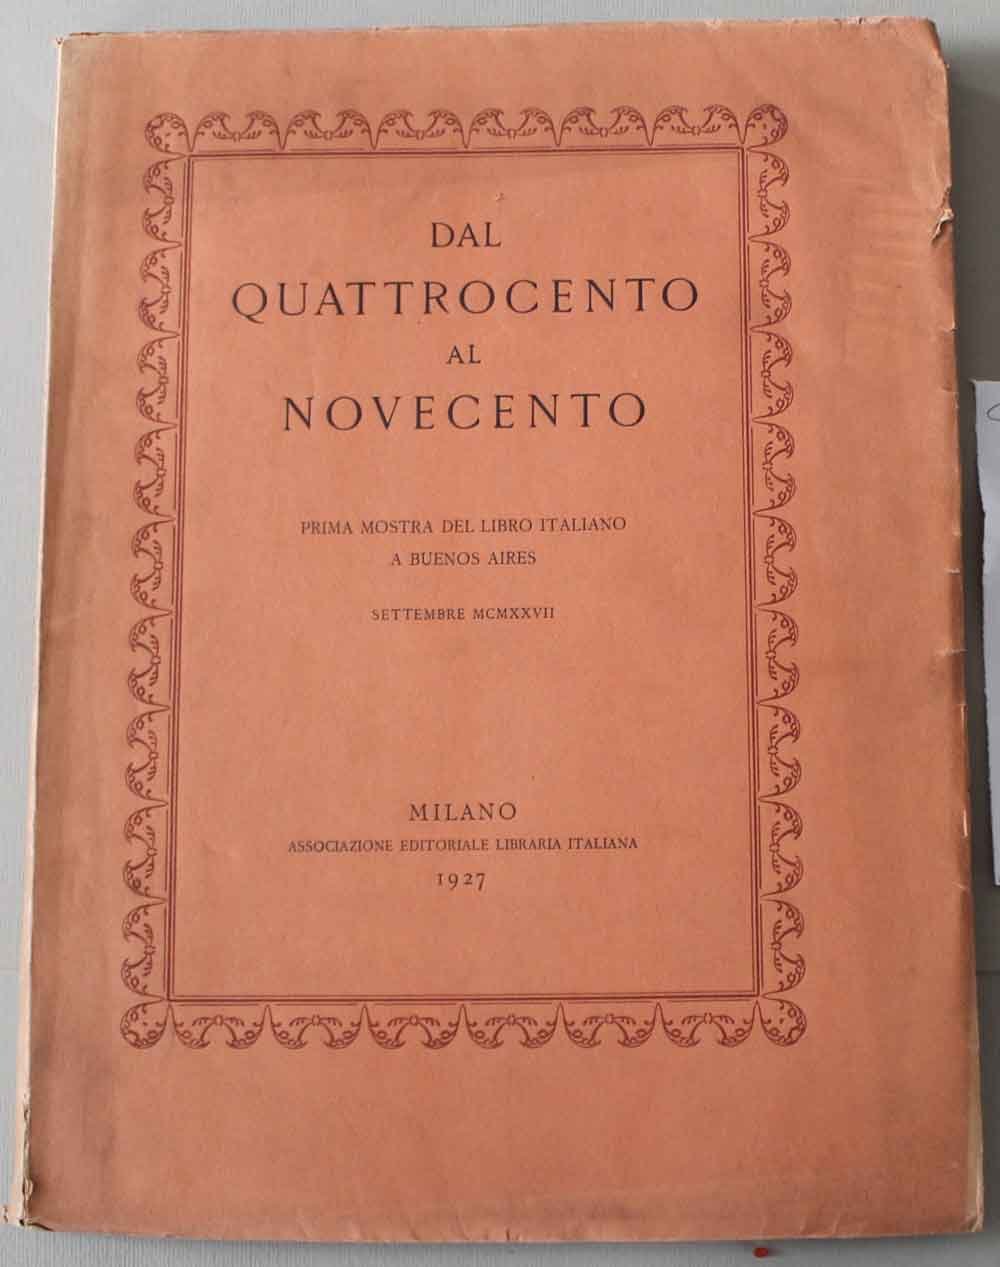 DAL
QUATTROCENTO
AL
NOVECENTO
PRIMA MOSTRA DEL LIBRO ITALIANO
A BUENOS AIRES
SETTEMBRE MCMXXVII
MILANO
ASSOCIAZIONE EDITORIALE LIBRARIA ITALIANA
1927